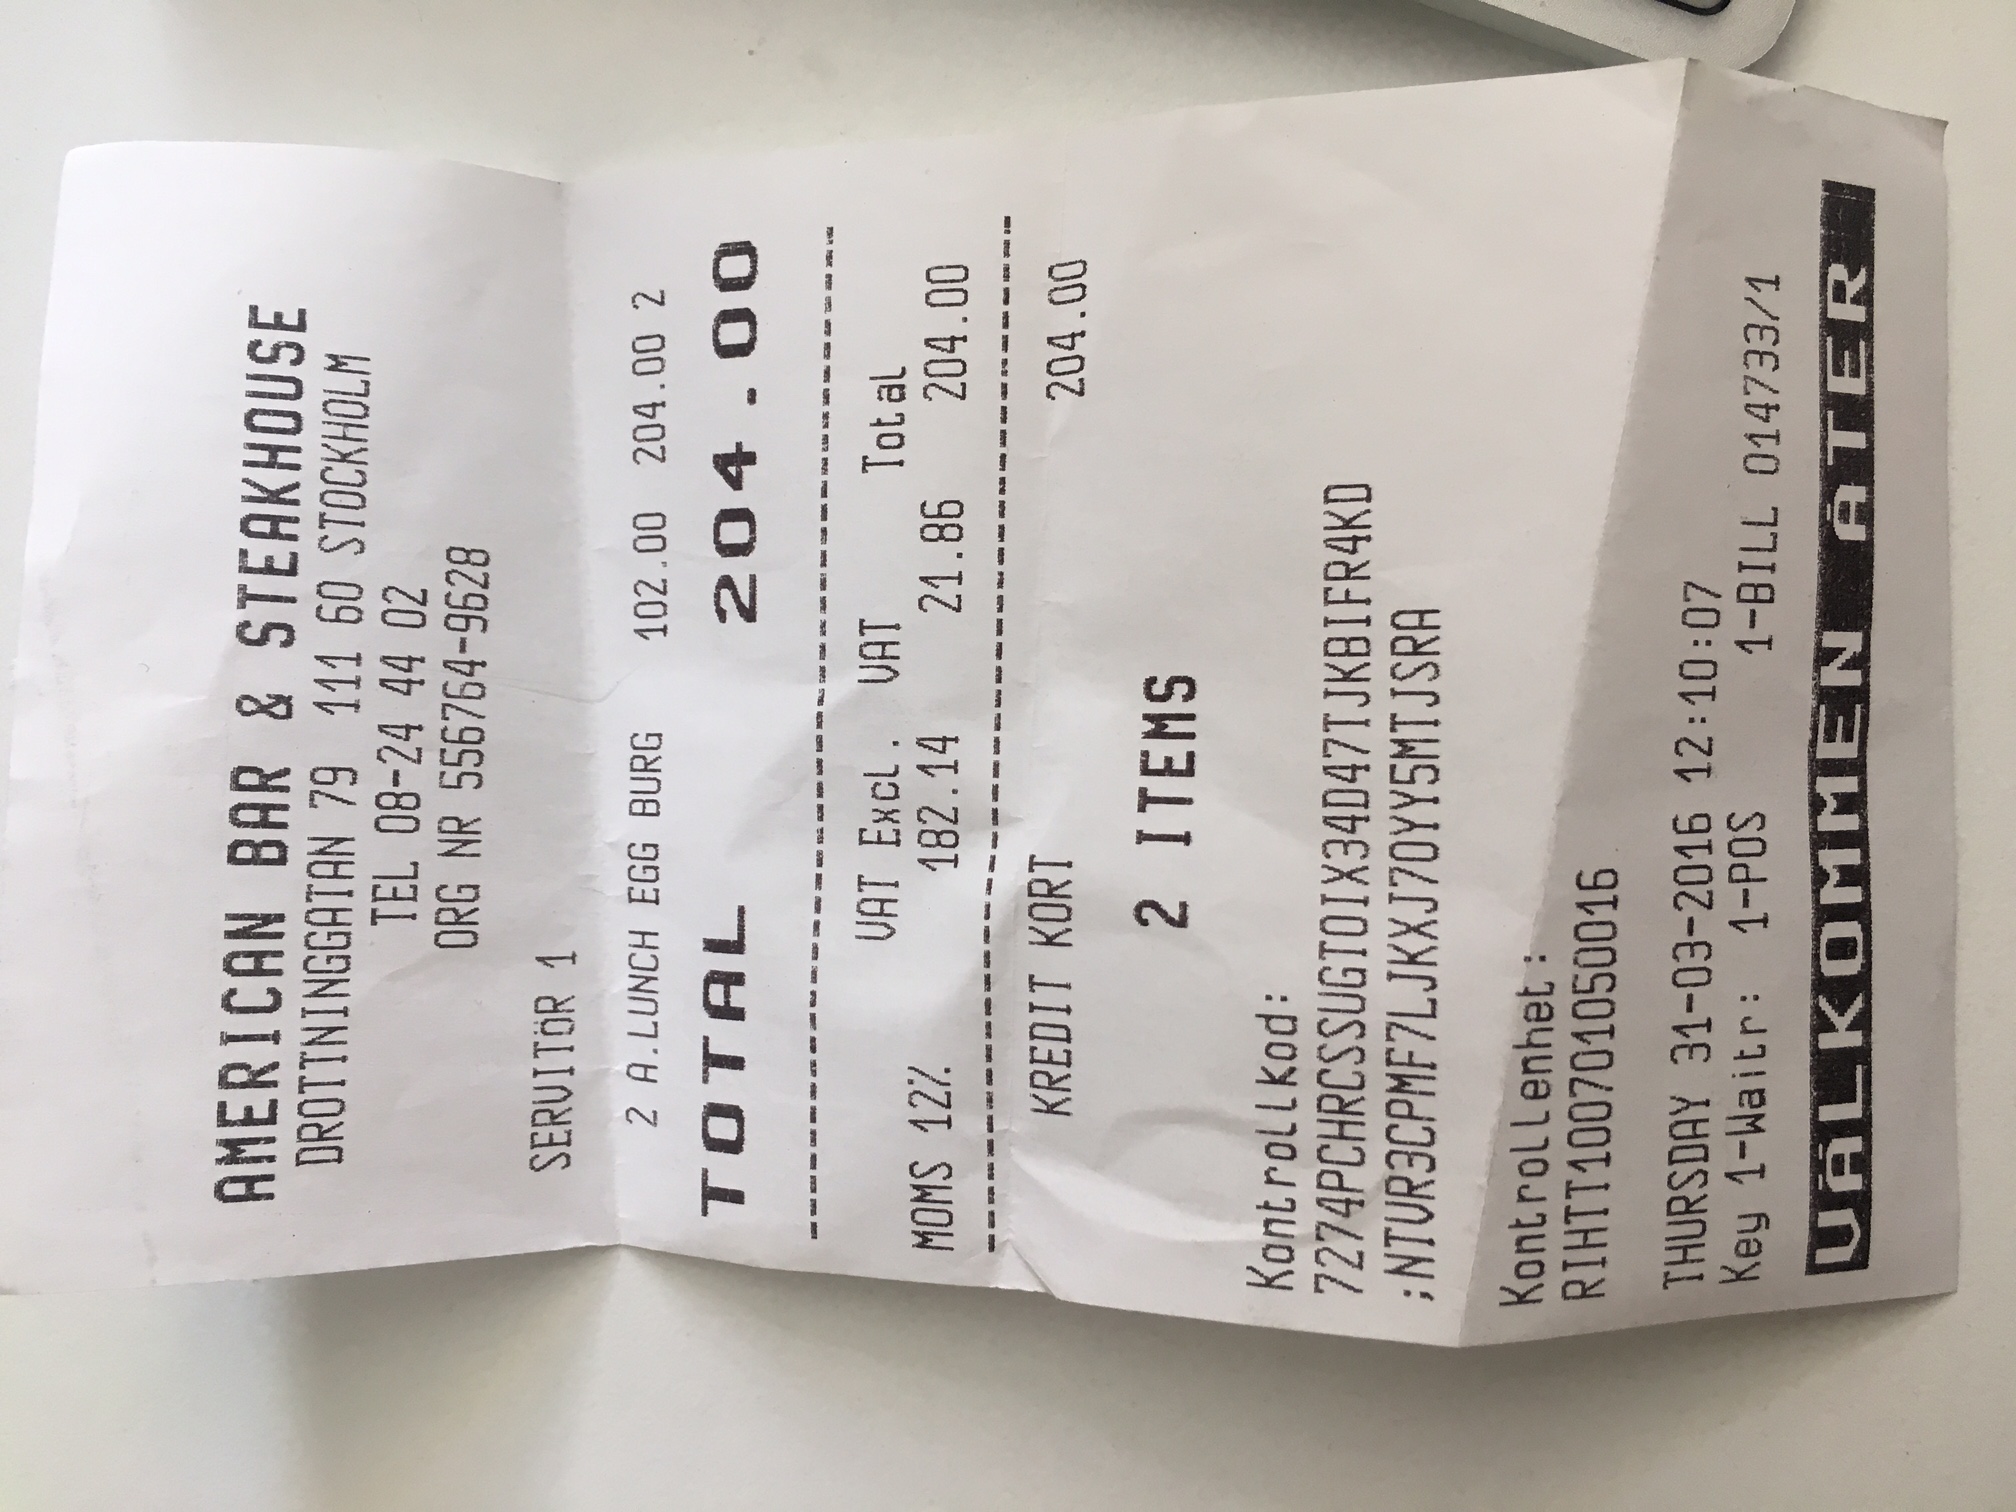 AMERICAN BAR & STEAKHOUSE
DROTTNINGGATAN 79 111 60 STOCKHOLM
TEL 08-24 44 02
ORG NR 556764-9628
SERVITöR 1
2 A.LUNCH EGG BURG 102.00 204.00 2
TOTAL 204.00
VAT Excl. VAT Total
MOMS 12% 182.14 21.86 204.00
KREDIT KORT 204.00
2 ITEMS
Kontrollkod:
7274PCHRCSSUGTOIX34D47TJKBIFR4KD
;NTVR3CPMF7LJKXJ7OYY5MTJSRA
Kontrollenhet:
RIHTT100701050016
THURSDAY 31-03-2016 12:10:07
Key 1-Waitr: 1-POS 1-BILL 014733/1
VÄLKOMMEN ÅTER